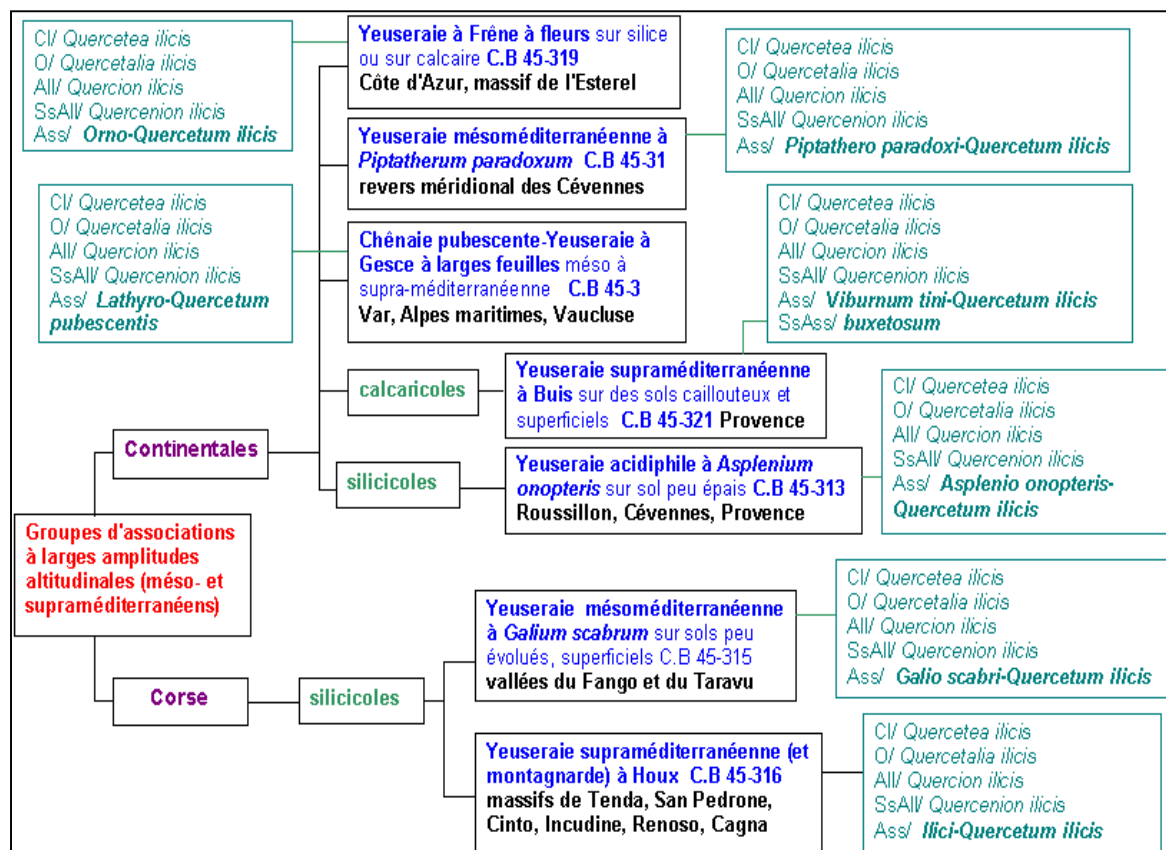 Cl/ Quercetea ilicis
O/ Quercetalia ilicis
All/ Quercion ilicis
SsAll/ Quercenion ilicis
Ass/ Orno-Quercetum ilicis
Yeuseraie à Frêne à fleurs sur silice
ou sur calcaire C.B 45-319
Côte d'Azur, massif de l'Esterel
Cl/ Quercetea ilicis
O/ Quercetalia ilicis
All/ Quercion ilicis
SsAll/ Quercenion ilicis
Ass/ Piptathero paradoxi-Quercetum ilicis
Yeuseraie mésoméditerranéenne à
Piptatherum paradoxum C.B 45-31
revers méridional des Cévennes
Cl/ Quercetea ilicis
O/ Quercetalia ilicis
All/ Quercion ilicis
SsAll/ Quercenion ilicis
Ass/ Lathyro-Quercetum
pubescentis
Chênaie pubescente-Yeuseraie à
Gesce à larges feuilles méso à
supra-méditerranéenne C.B 45-3
Var, Alpes maritimes, Vaucluse
Cl/ Quercetea ilicis
O/ Quercetalia ilicis
All/ Quercion ilicis
SsAll/ Quercenion ilicis
Ass/ Viburnum tini-Quercetum ilicis
SsAss/ buxetosum
calcaricoles
Yeuseraie supraméditerranéenne
à Buis sur des sols caillouteux et
superficiels C.B 45-321 Provence
Cl/ Quercetea ilicis
O/ Quercetalia ilicis
All/ Quercion ilicis
SsAll/ Quercenion ilicis
Ass/ Asplenio onopteris-
Quercetum ilicis
Continentales
silicicoles
Yeuseraie acidiphile à Asplenium
onopteris sur sol peu épais C.B 45-313
Roussillon, Cévennes, Provence
Groupes d'associations
à larges amplitudes
altitudinales (méso- et
supraméditerranéens)
Yeuseraie mésoméditerranéenne
à Galium scabrum sur sols peu
évolués, superficiels C.B 45-315
vallées du Fango et du Taravu
Cl/ Quercetea ilicis
O/ Quercetalia ilicis
All/ Quercion ilicis
SsAll/ Quercenion ilicis
Ass/ Galio scabri-Quercetum ilicis
Corse
silicicoles
Yeuseraie supraméditerranéenne (et
montagnarde) à Houx C.B 45-316
massifs de Tenda, San Pedrone,
Cinto, Incudine, Renoso, Cagna
Cl/ Quercetea ilicis
O/ Quercetalia ilicis
All/ Quercion ilicis
SsAll/ Quercenion ilicis
Ass/ Ilici-Quercetum ilicis